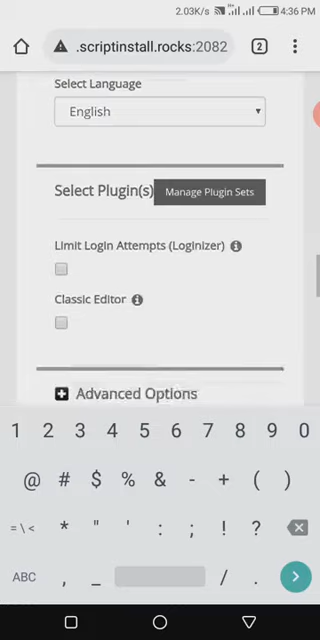 2.03K/s 4:36 PM
.scriptinstall.rocks:2082
2
Select Language
English
Select Plugin(s)
Manage Plugin Sets
Limit Login Attempts (Loginizer)
Classic Editor
Advanced Options
1 2 3 4 5 6 7 8 9 0
@ # $ % & - + ( )
= \ < * " ' : ; ! ?
ABC , _ / .